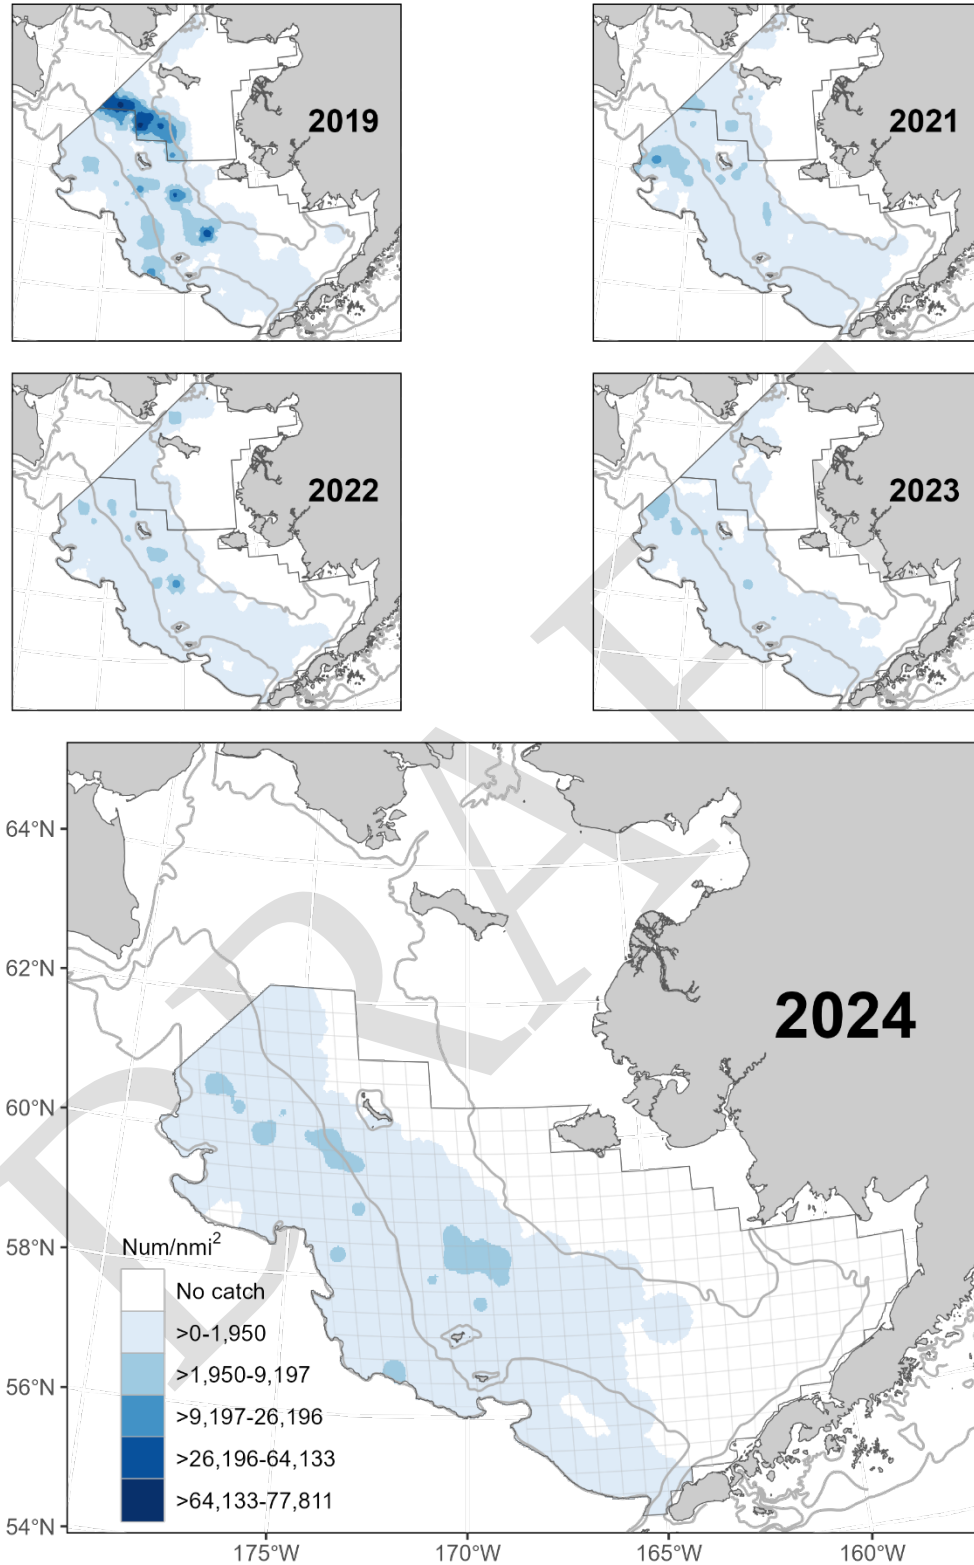 2019
2021
2022
2023
2024
64°N
62°N
60°N
58°N
56°N
54°N
Num/nmi²
No catch
>0-1,950
>1,950-9,197
>9,197-26,196
>26,196-64,133
>64,133-77,811
175°W
170°W
165°W
160°W
DRAFT